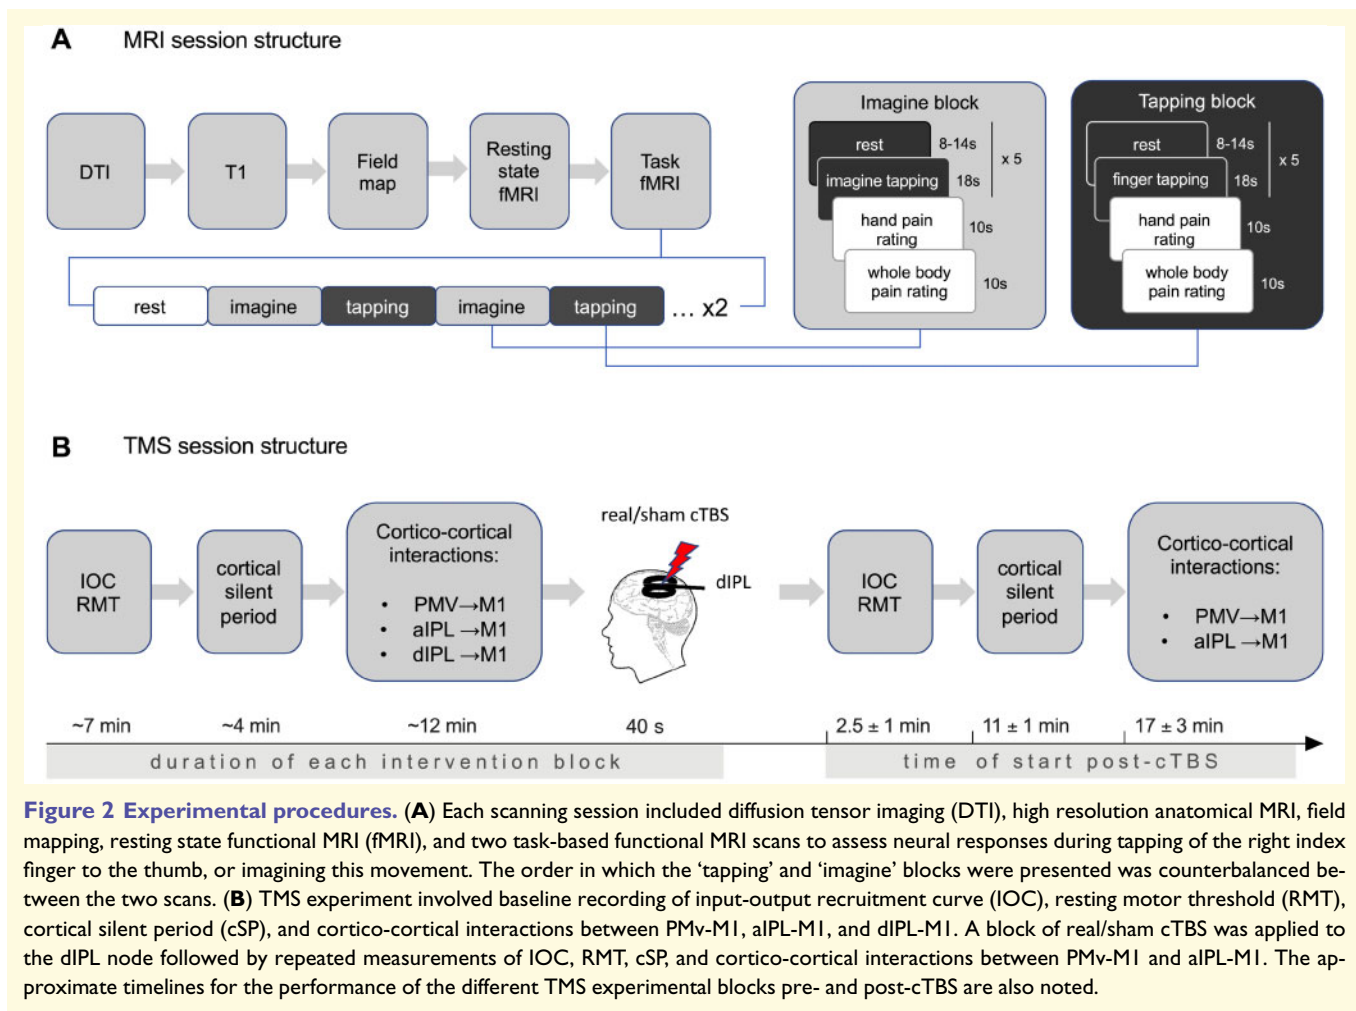 A MRI session structure
DTI
T1
Field
map
Resting
state
fMRI
Task
fMRI
rest
imagine
tapping
imagine
tapping
... x2
Imagine block
rest
8-14s
imagine tapping
18s
x 5
hand pain
rating
10s
whole body
pain rating
10s
Tapping block
rest
8-14s
finger tapping
18s
x 5
hand pain
rating
10s
whole body
pain rating
10s
B TMS session structure
IOC
RMT
cortical
silent
period
Cortico-cortical
interactions:
• PMV→M1
• aIPL →M1
• dIPL →M1
real/sham cTBS
dIPL
IOC
RMT
cortical
silent
period
Cortico-cortical
interactions:
• PMV→M1
• aIPL →M1
~7 min
~4 min
~12 min
40 s
2.5 ± 1 min
11 ± 1 min
17 ± 3 min
duration of each intervention block
time of start post-cTBS
Figure 2 Experimental procedures. (A) Each scanning session included diffusion tensor imaging (DTI), high resolution anatomical MRI, field
mapping, resting state functional MRI (fMRI), and two task-based functional MRI scans to assess neural responses during tapping of the right index
finger to the thumb, or imagining this movement. The order in which the ‘tapping’ and ‘imagine’ blocks were presented was counterbalanced be-
tween the two scans. (B) TMS experiment involved baseline recording of input-output recruitment curve (IOC), resting motor threshold (RMT),
cortical silent period (cSP), and cortico-cortical interactions between PMv-M1, aIPL-M1, and dIPL-M1. A block of real/sham cTBS was applied to
the dIPL node followed by repeated measurements of IOC, RMT, cSP, and cortico-cortical interactions between PMv-M1 and aIPL-M1. The ap-
proximate timelines for the performance of the different TMS experimental blocks pre- and post-cTBS are also noted.